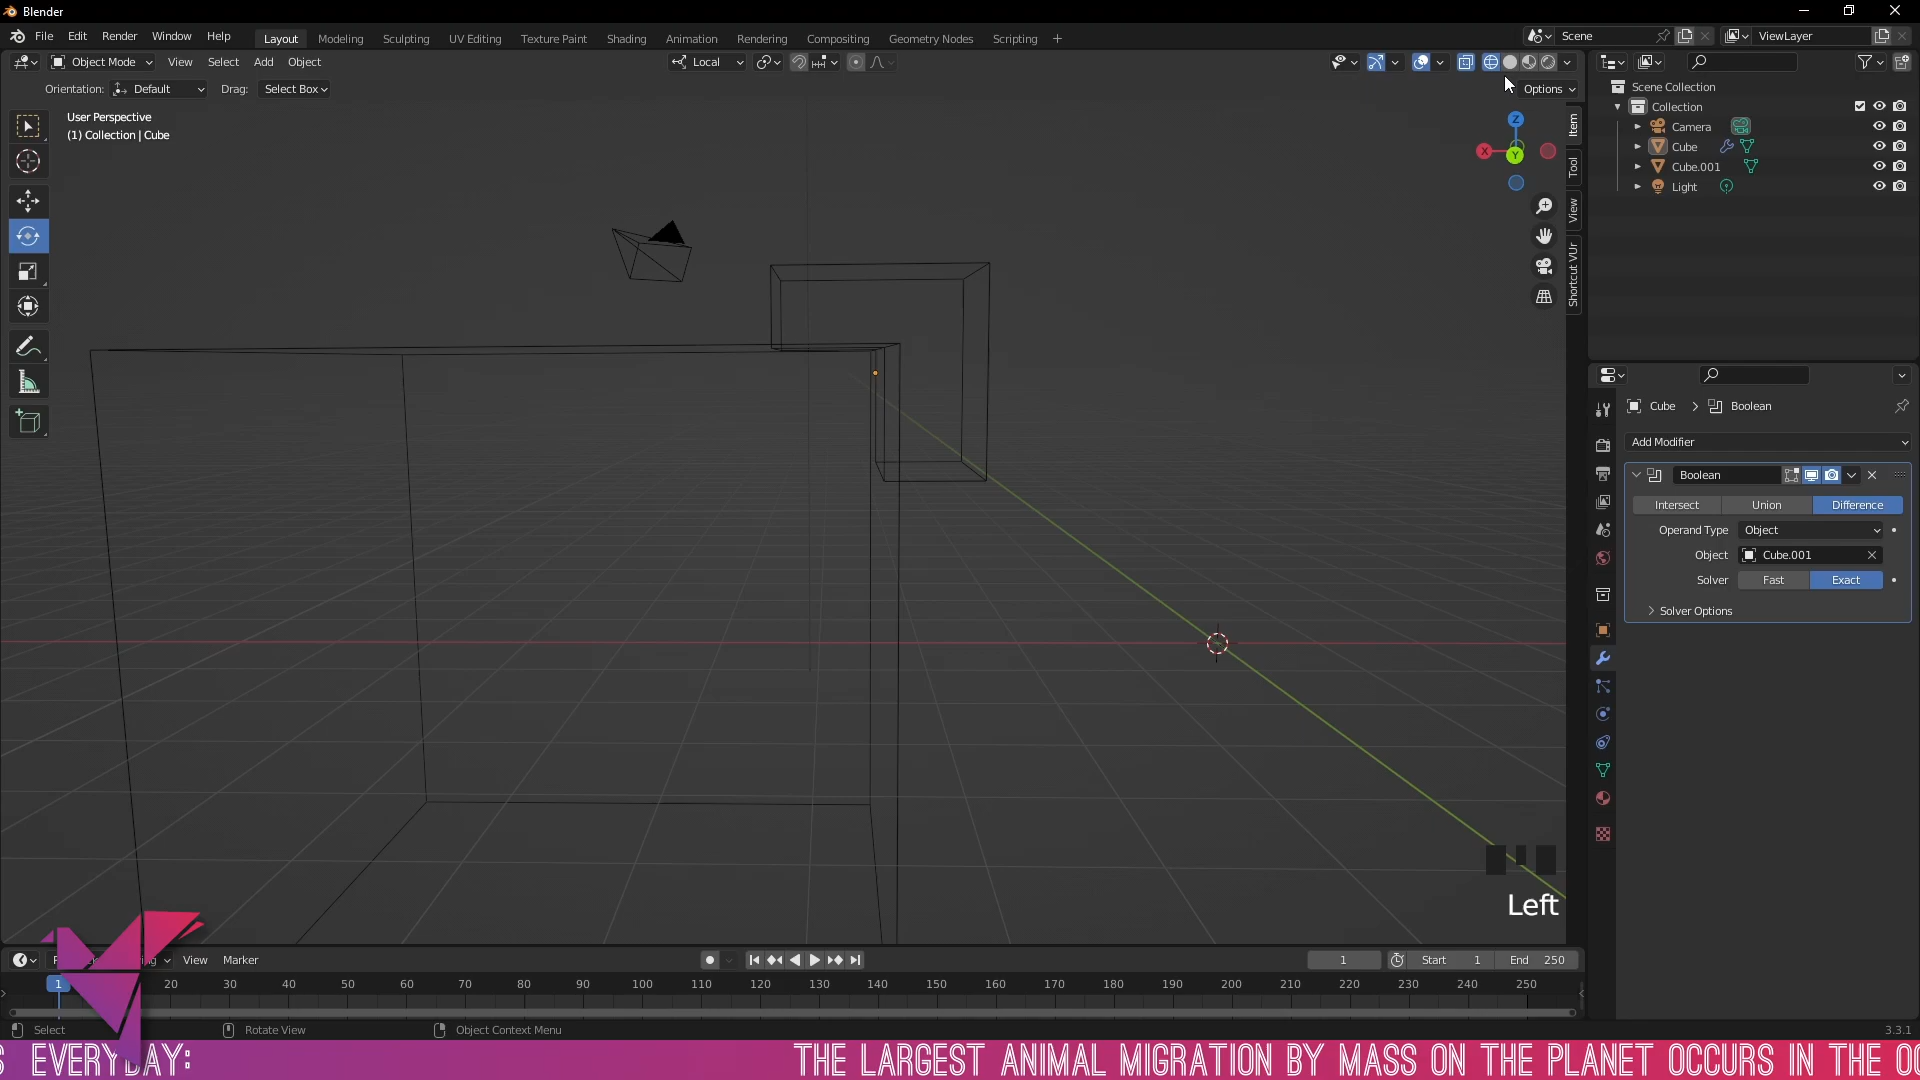 Blender
File Edit Render Window Help
Layout Modeling Sculpting UV Editing Texture Paint Shading Animation Rendering Compositing Geometry Nodes Scripting +
Scene
ViewLayer
Object Mode View Select Add Object
Local
Orientation: Default Drag: Select Box
Options
User Perspective
(1) Collection | Cube
Z
X
Y
Item
Tool
View
Shortcut VUr
Scene Collection
Collection
Camera
Cube
Cube.001
Light
Cube > Boolean
Add Modifier
Boolean
Intersect Union Difference
Operand Type Object
Object Cube.001
Solver Fast Exact
Solver Options
Left
View Marker
1 Start 1 End 250
1 20 30 40 50 60 70 80 90 100 110 120 130 140 150 160 170 180 190 200 210 220 230 240 250
Select Rotate View Object Context Menu
3.3.1
S EVERYDAY: THE LARGEST ANIMAL MIGRATION BY MASS ON THE PLANET OCCURS IN THE OC